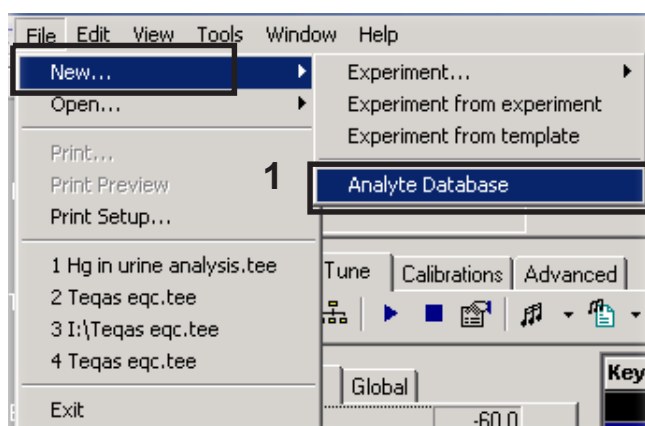 File Edit View Tools Window Help
New...
Open...
Print...
Print Preview
Print Setup...
1 Hg in urine analysis.tee
2 Teqas eqc.tee
3 I:\Teqas eqc.tee
4 Teqas eqc.tee
Exit
1
Experiment...
Experiment from experiment
Experiment from template
Analyte Database
Tune Calibrations Advanced
Global
Key
-60.0